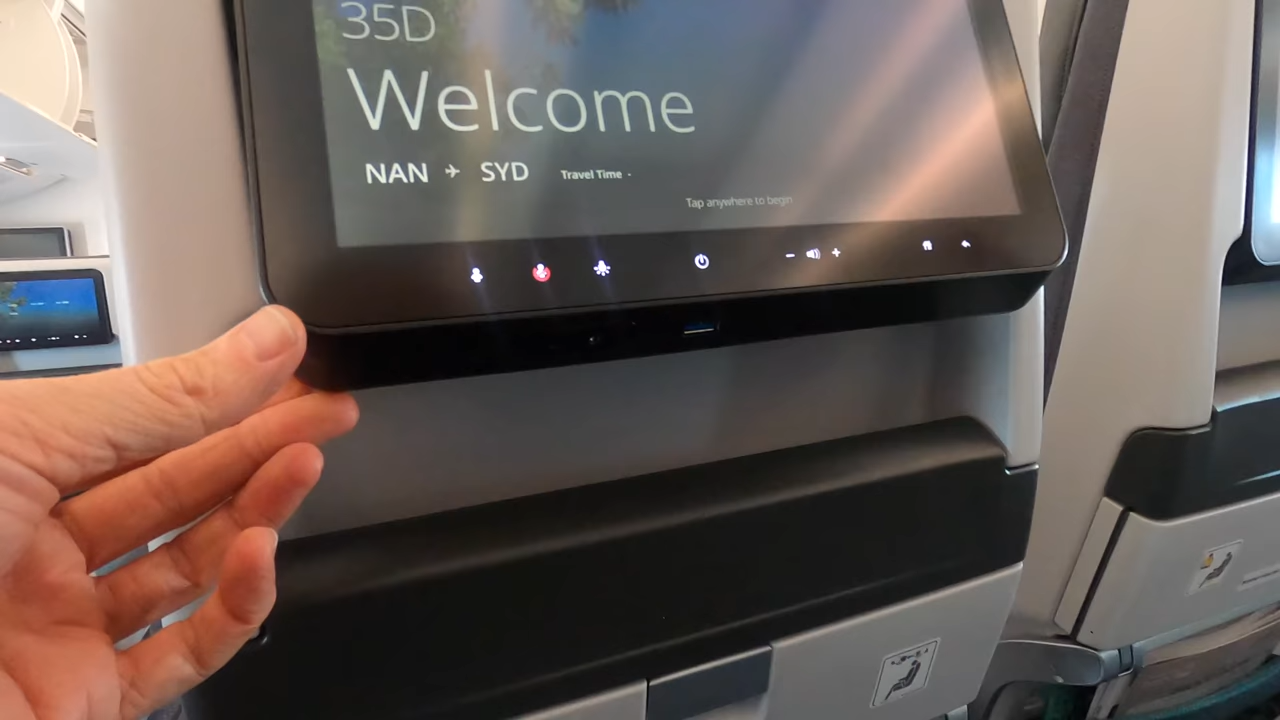 35D
Welcome
NAN ✈ SYD Travel Time -
Tap anywhere to begin